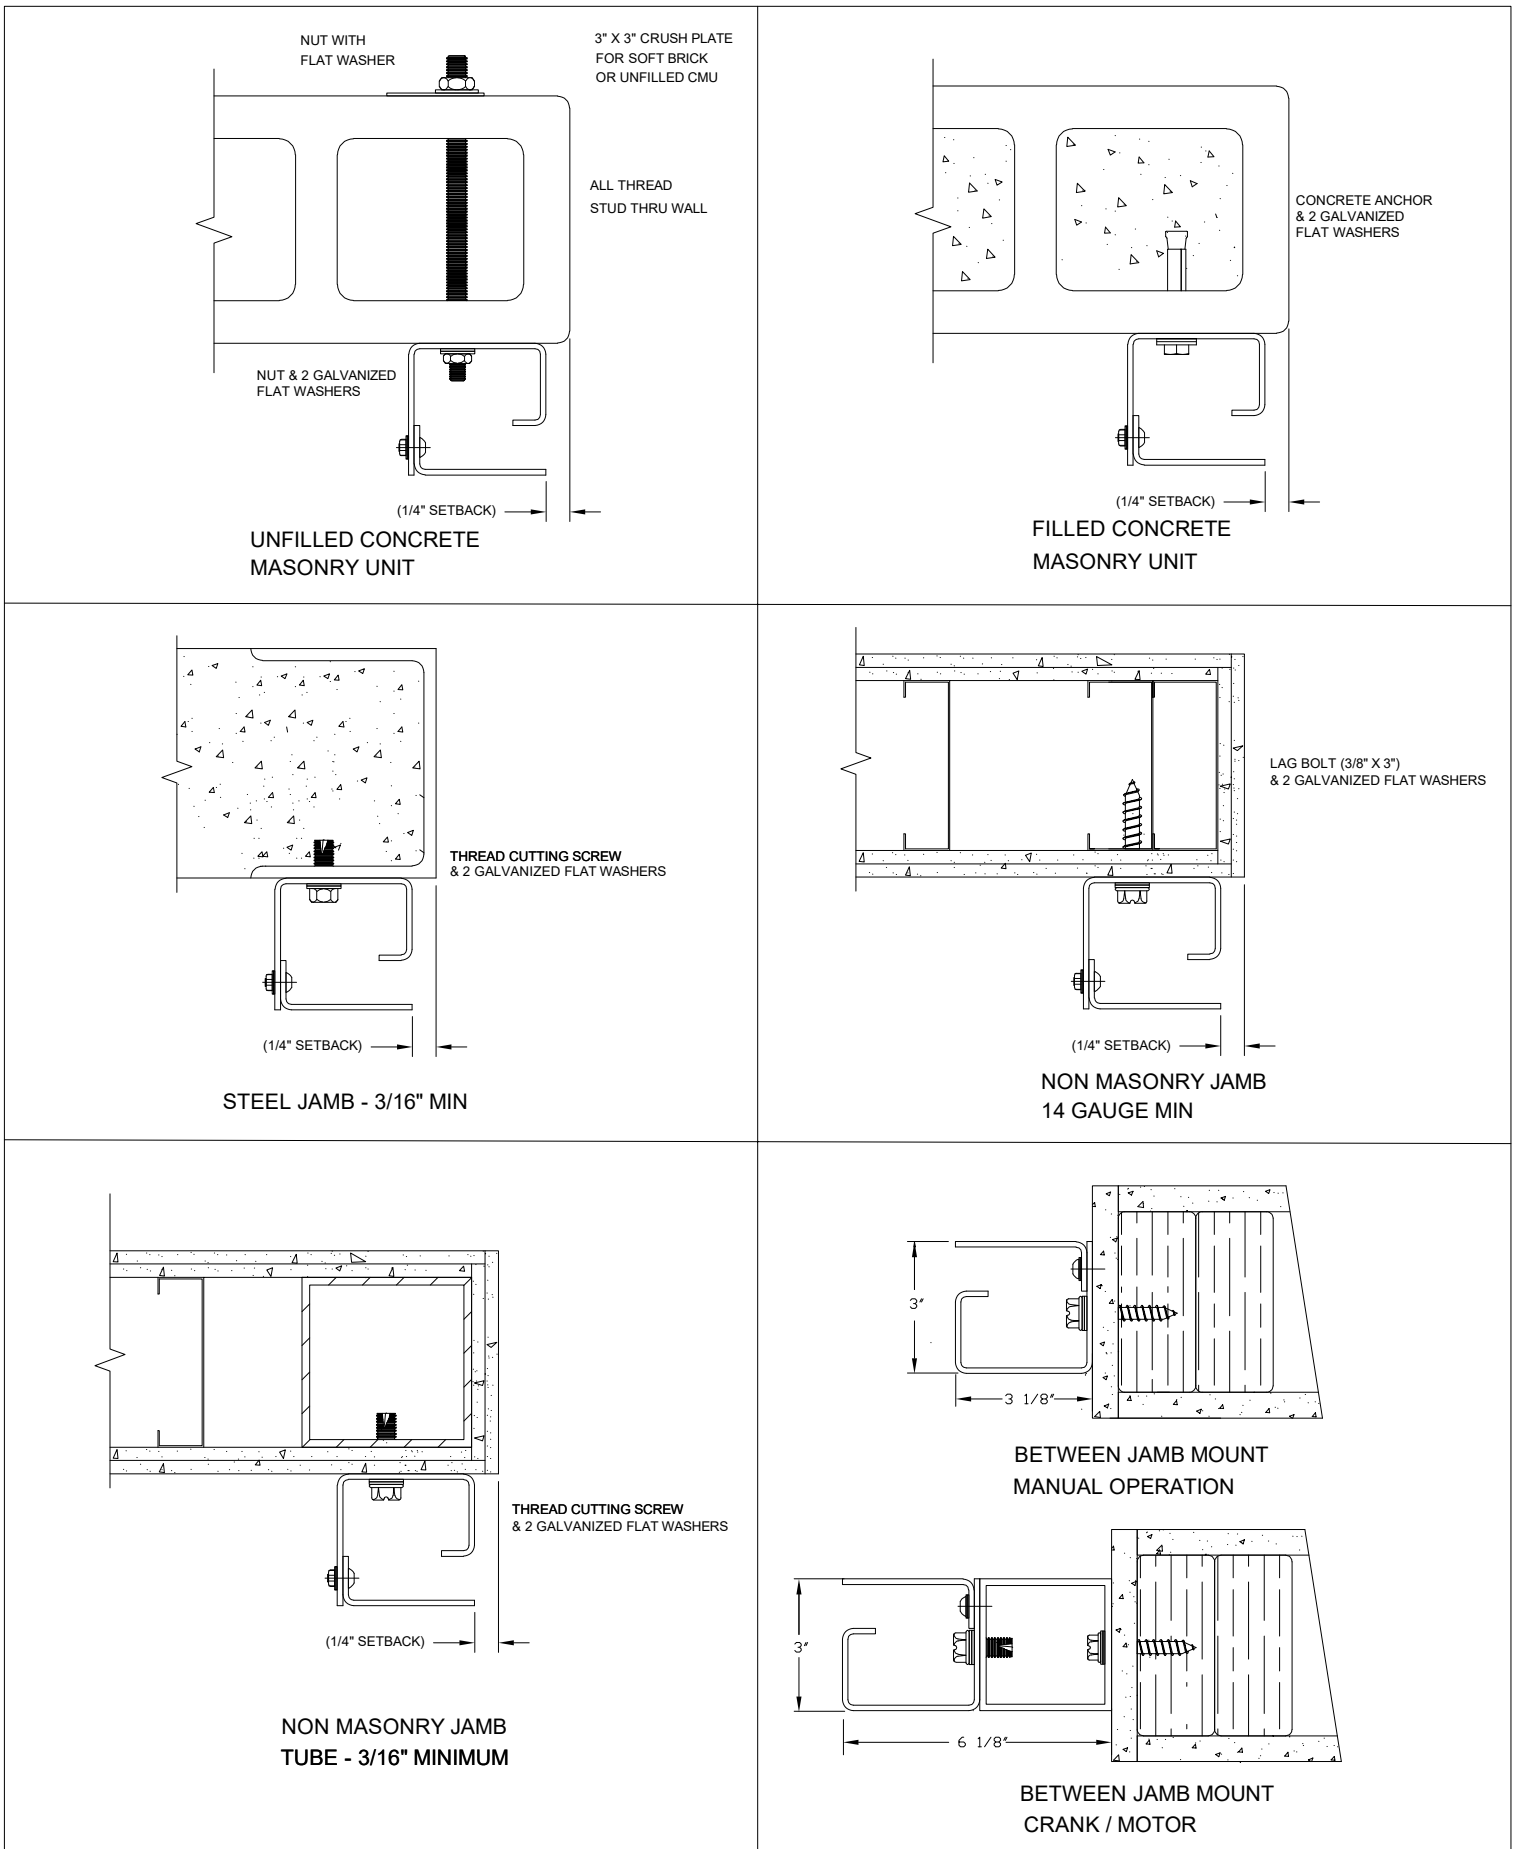 NUT WITH
FLAT WASHER
3" X 3" CRUSH PLATE
FOR SOFT BRICK
OR UNFILLED CMU
ALL THREAD
STUD THRU WALL
NUT & 2 GALVANIZED
FLAT WASHERS
(1/4" SETBACK)
UNFILLED CONCRETE
MASONRY UNIT
CONCRETE ANCHOR
& 2 GALVANIZED
FLAT WASHERS
(1/4" SETBACK)
FILLED CONCRETE
MASONRY UNIT
THREAD CUTTING SCREW
& 2 GALVANIZED FLAT WASHERS
(1/4" SETBACK)
STEEL JAMB - 3/16" MIN
LAG BOLT (3/8" X 3")
& 2 GALVANIZED FLAT WASHERS
(1/4" SETBACK)
NON MASONRY JAMB
14 GAUGE MIN
THREAD CUTTING SCREW
& 2 GALVANIZED FLAT WASHERS
(1/4" SETBACK)
NON MASONRY JAMB
TUBE - 3/16" MINIMUM
3"
3 1/8"
BETWEEN JAMB MOUNT
MANUAL OPERATION
3"
6 1/8"
BETWEEN JAMB MOUNT
CRANK / MOTOR